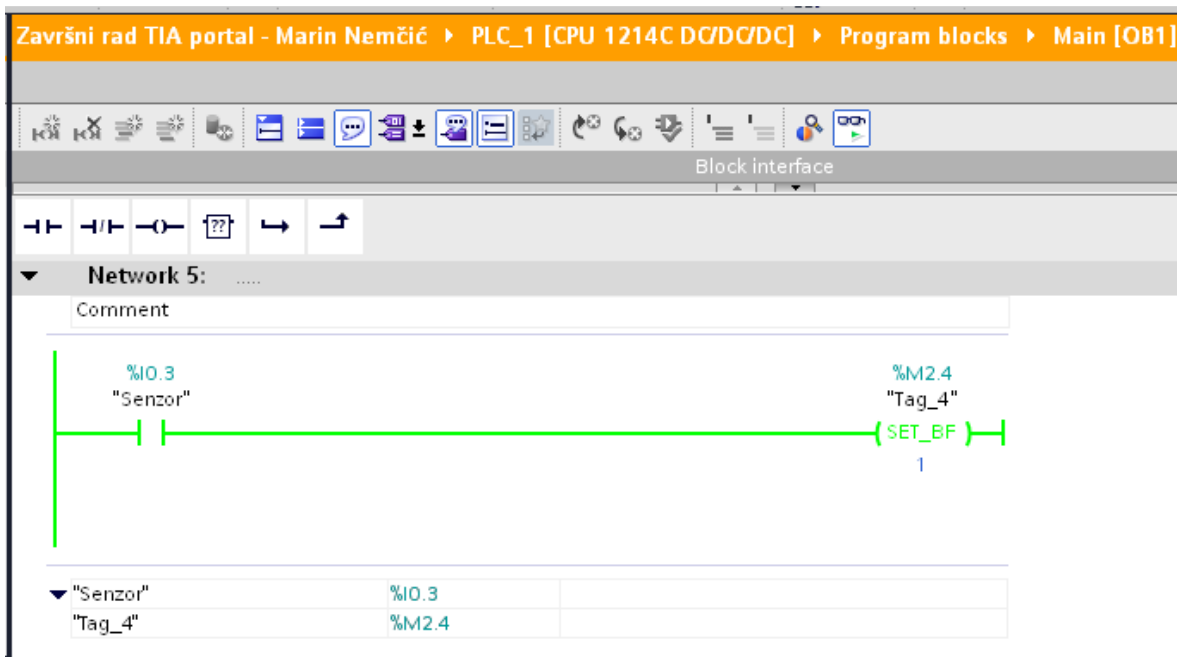 Završni rad TIA portal - Marin Nemčić ▸ PLC_1 [CPU 1214C DC/DC/DC] ▸ Program blocks ▸ Main [OB1]
Block interface
??
Network 5: .....
Comment
%I0.3 %M2.4
"Senzor" "Tag_4"
SET_BF
1
"Senzor" %I0.3
"Tag_4" %M2.4